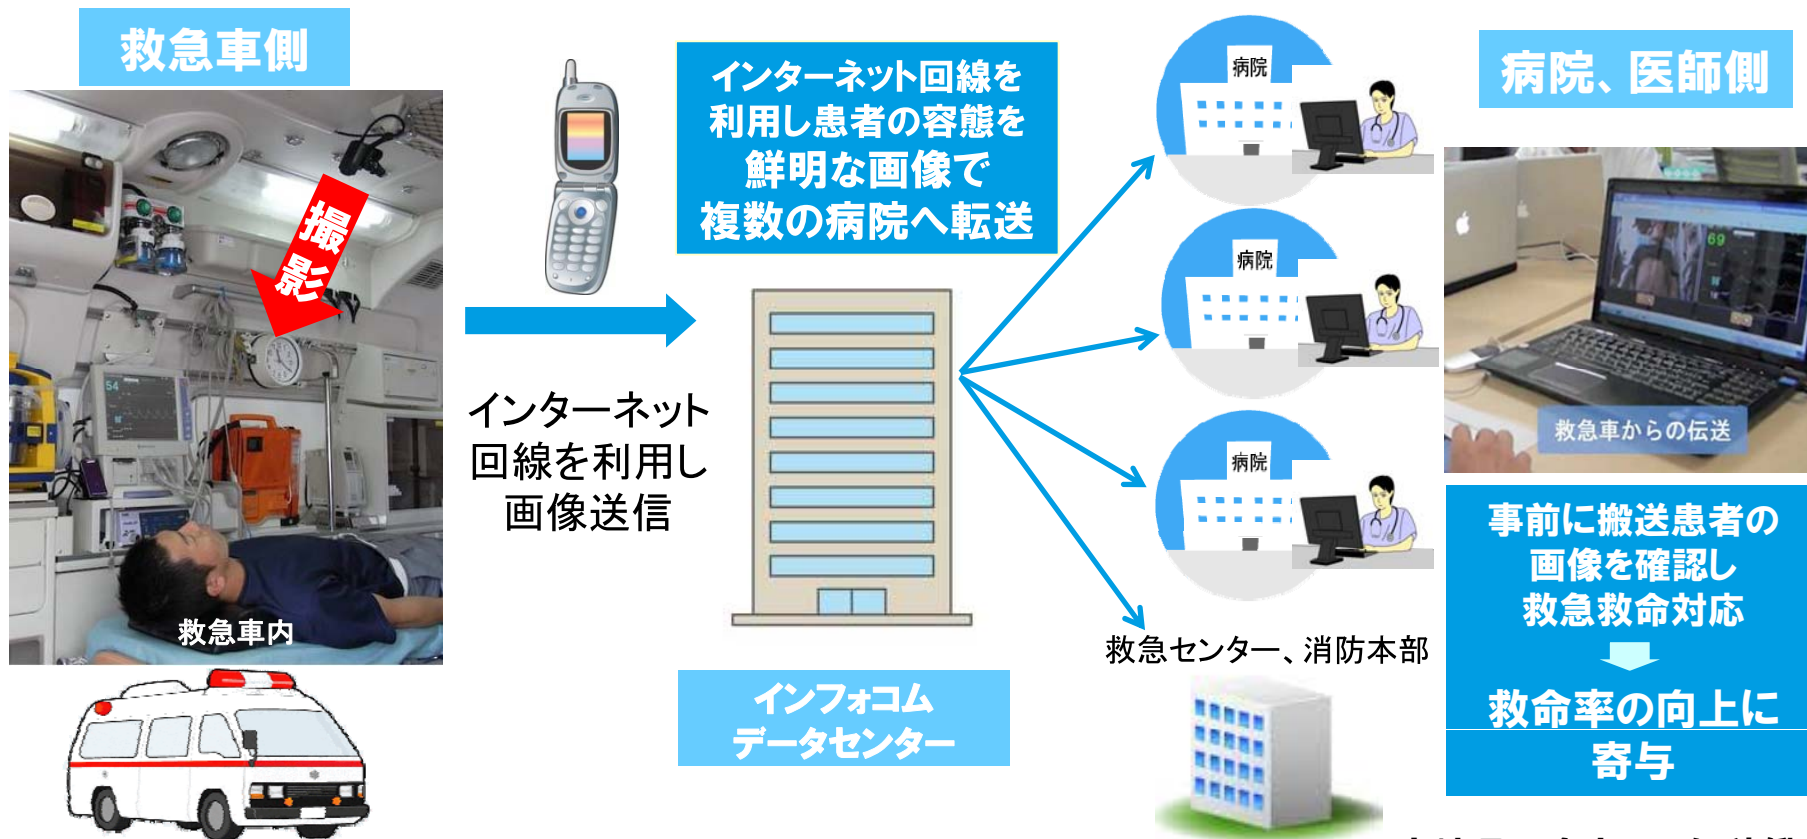 救急車側
撮影
54
救急車内
インターネット
回線を利用し
画像送信
インターネット回線を
利用し患者の容態を
鮮明な画像で
複数の病院へ転送
インフォコム
データセンター
病院
病院
病院
救急センター、消防本部
病院、医師側
69
救急車からの伝送
事前に搬送患者の
画像を確認し
救急救命対応
救命率の向上に
寄与